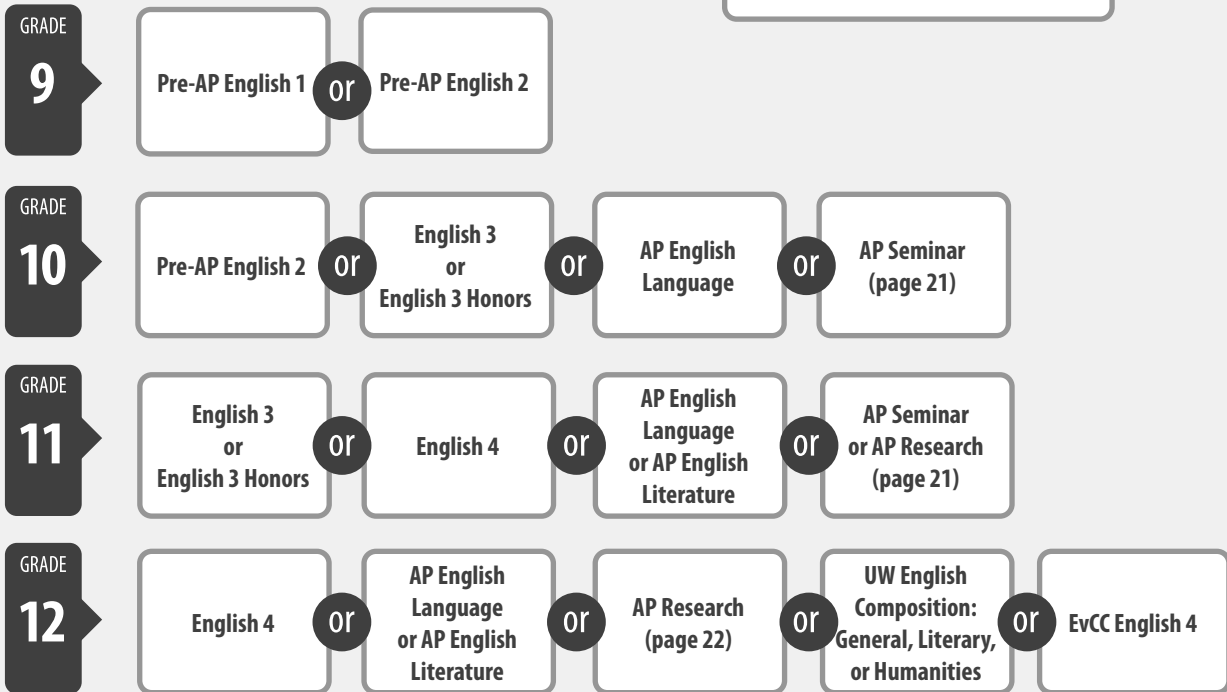 GRADE
9
Pre-AP English 1
or
Pre-AP English 2
GRADE
10
Pre-AP English 2
or
English 3
or
English 3 Honors
or
AP English
Language
or
AP Seminar
(page 21)
GRADE
11
English 3
or
English 3 Honors
or
English 4
or
AP English
Language
or AP English
Literature
or
AP Seminar
or AP Research
(page 21)
GRADE
12
English 4
or
AP English
Language
or AP English
Literature
or
AP Research
(page 22)
or
UW English
Composition:
General, Literary,
or Humanities
or
EvCC English 4